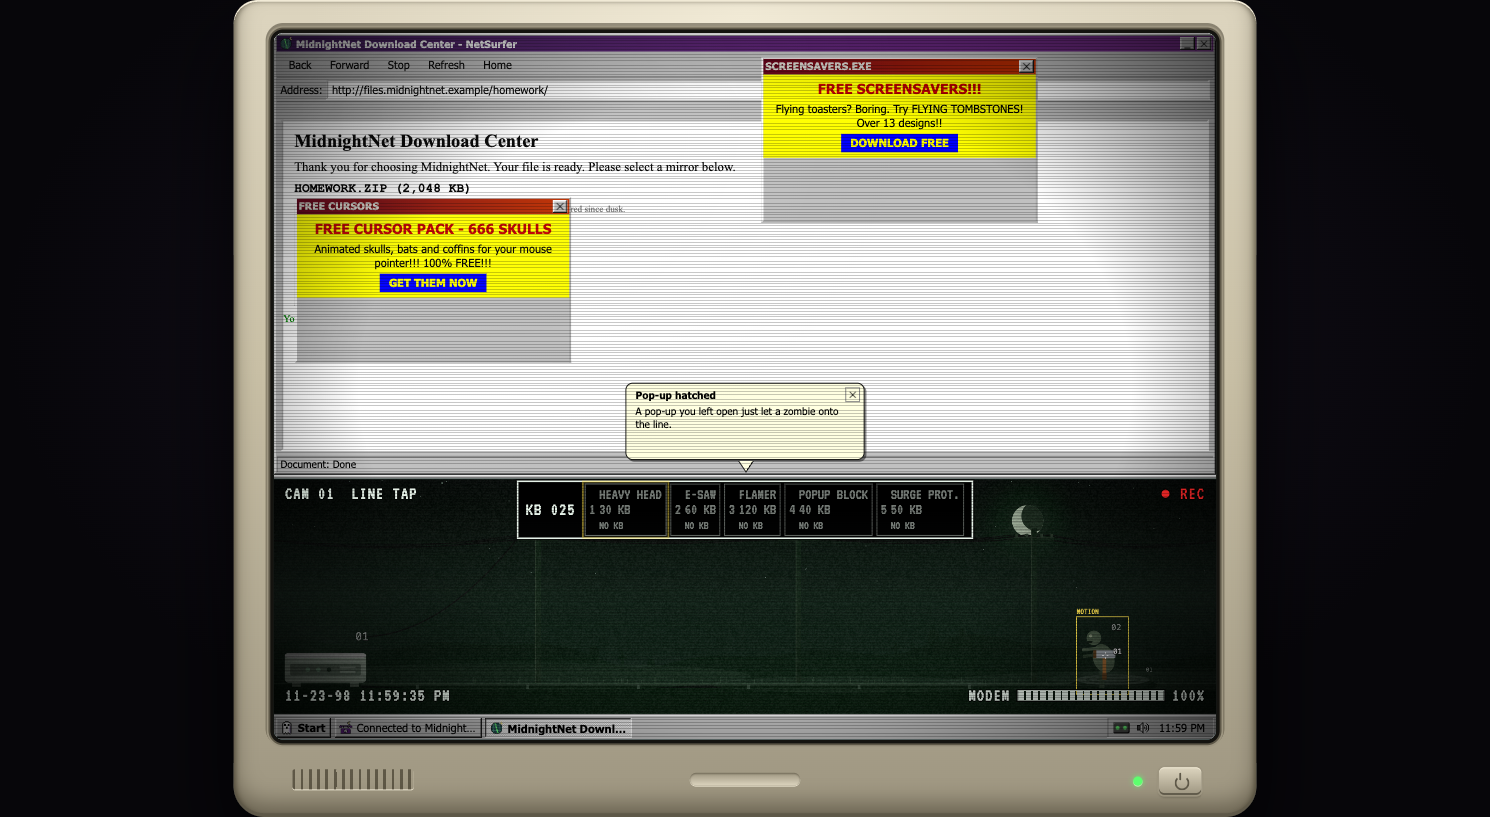 MidnightNet Download Center - NetSurfer
Back Forward Stop Refresh Home
Address: http://files.midnightnet.example/homework/
SCREENSAVERS.EXE
FREE SCREENSAVERS!!!
Flying toasters? Boring. Try FLYING TOMBSTONES!
Over 13 designs!!
DOWNLOAD FREE
MidnightNet Download Center
Thank you for choosing MidnightNet. Your file is ready. Please select a mirror below.
HOMEWORK.ZIP (2,048 KB)
red since dusk.
FREE CURSORS
FREE CURSOR PACK - 666 SKULLS
Animated skulls, bats and coffins for your mouse
pointer!!! 100% FREE!!!
GET THEM NOW
Yo
Pop-up hatched
A pop-up you left open just let a zombie onto
the line.
Document: Done
CAM 01 LINE TAP
KB 025
HEAVY HEAD
1 30 KB
NO KB
E-SAW
2 60 KB
NO KB
FLAMER
3 120 KB
NO KB
POPUP BLOCK
4 40 KB
NO KB
SURGE PROT.
5 50 KB
NO KB
REC
MOTION
02
01
01
01
11-23-98 11:59:35 PM
MODEM 100%
Start
Connected to Midnight...
MidnightNet Downl...
11:59 PM